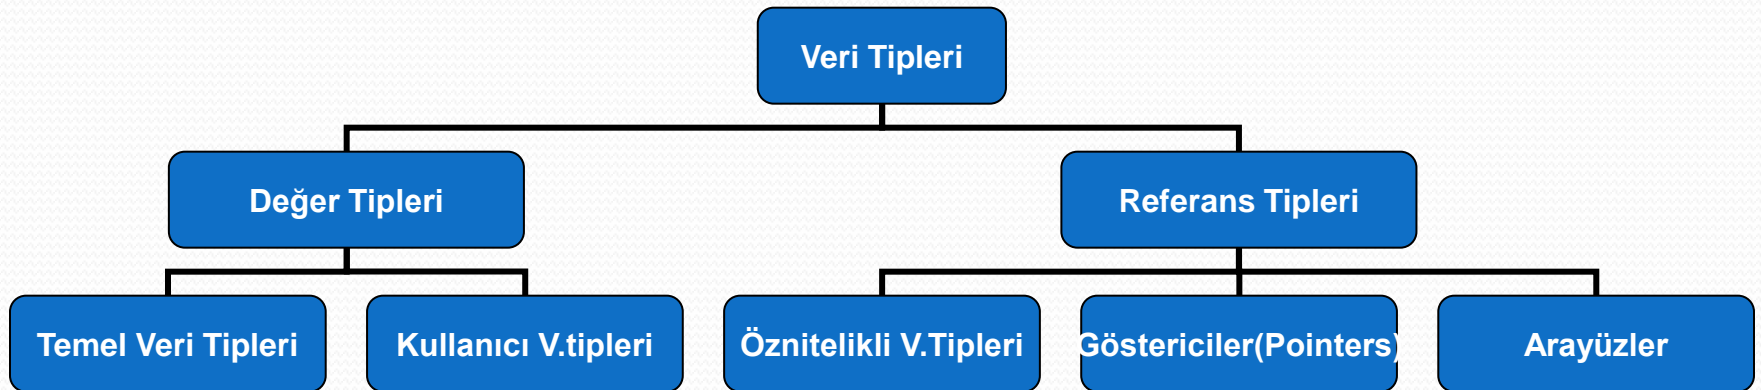 Veri Tipleri
Değer Tipleri
Referans Tipleri
Temel Veri Tipleri
Kullanıcı V.tipleri
Öznitelikli V.Tipleri
Göstericiler(Pointers)
Arayüzler